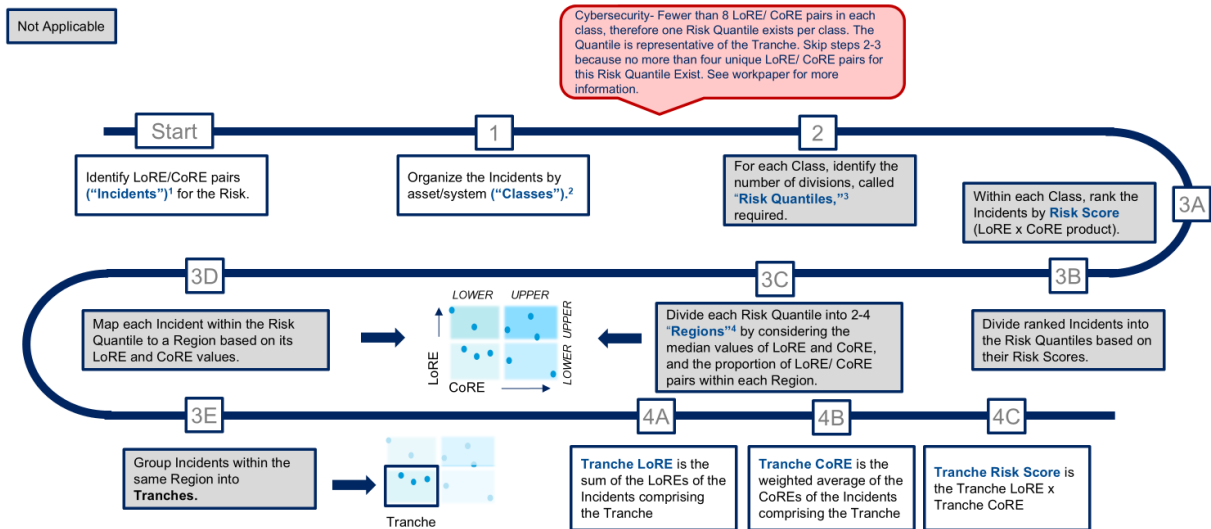 Not Applicable
Cybersecurity- Fewer than 8 LoRE/ CoRE pairs in each
class, therefore one Risk Quantile exists per class. The
Quantile is representative of the Tranche. Skip steps 2-3
because no more than four unique LoRE/ CoRE pairs for
this Risk Quantile Exist. See workpaper for more
information.
Start
Identify LoRE/CoRE pairs
(“Incidents”)¹ for the Risk.
1
Organize the Incidents by
asset/system (“Classes”).²
2
For each Class, identify the
number of divisions, called
“Risk Quantiles,”³
required.
3A
Within each Class, rank the
Incidents by Risk Score
(LoRE x CoRE product).
3B
Divide ranked Incidents into
the Risk Quantiles based on
their Risk Scores.
3C
Divide each Risk Quantile into 2-4
“Regions”⁴ by considering the
median values of LoRE and CoRE,
and the proportion of LoRE/ CoRE
pairs within each Region.
LOWER UPPER
UPPER
LOWER
LoRE
CoRE
3D
Map each Incident within the Risk
Quantile to a Region based on its
LoRE and CoRE values.
3E
Group Incidents within the
same Region into
Tranches.
Tranche
4A
Tranche LoRE is the
sum of the LoREs of the
Incidents comprising
the Tranche
4B
Tranche CoRE is the
weighted average of the
CoREs of the Incidents
comprising the Tranche
4C
Tranche Risk Score is
the Tranche LoRE x
Tranche CoRE